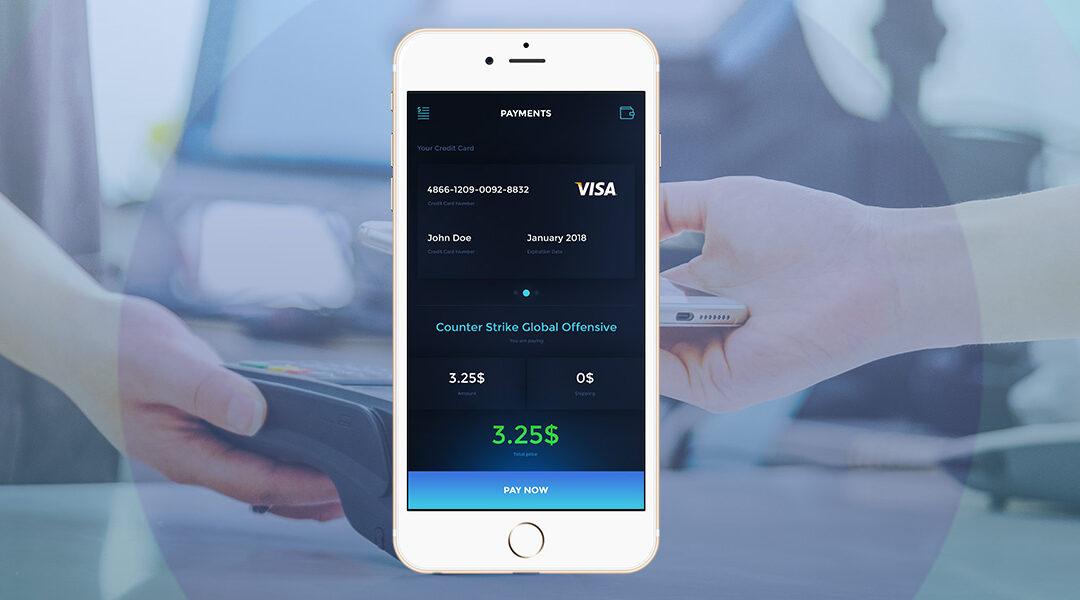 PAYMENTS
Your Credit Card
4866-1209-0092-8832
VISA
Credit Card Number
John Doe
January 2018
Credit Card Number
Expiration Date
Counter Strike Global Offensive
You are paying
3.25$
0$
Amount
Shipping
3.25$
Total price
PAY NOW